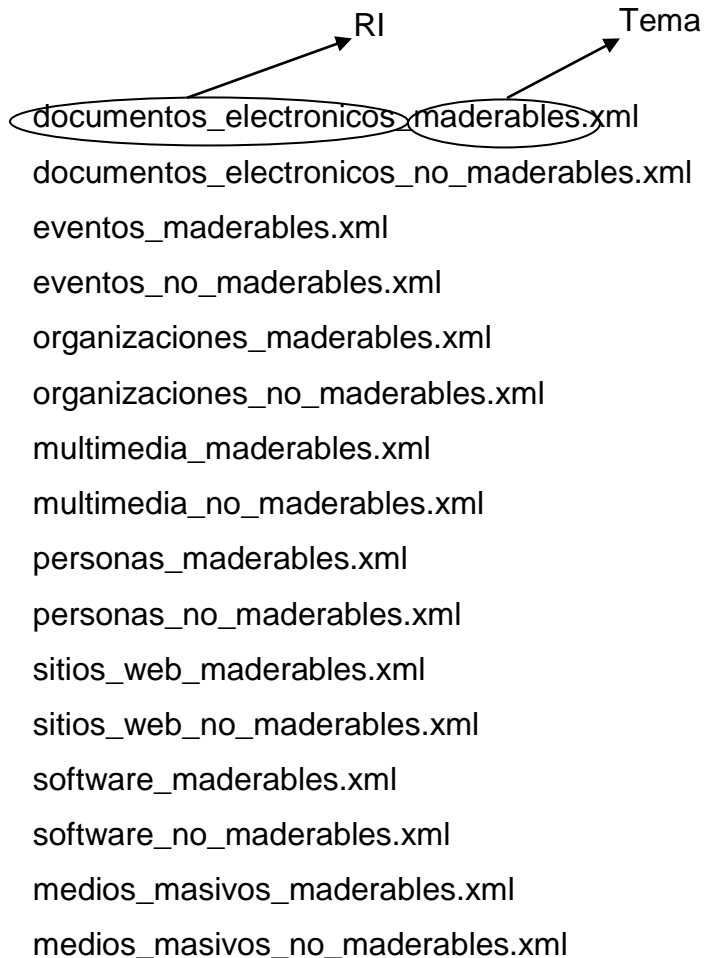 RI Tema
documentos_electronicos_maderables.xml
documentos_electronicos_no_maderables.xml
eventos_maderables.xml
eventos_no_maderables.xml
organizaciones_maderables.xml
organizaciones_no_maderables.xml
multimedia_maderables.xml
multimedia_no_maderables.xml
personas_maderables.xml
personas_no_maderables.xml
sitios_web_maderables.xml
sitios_web_no_maderables.xml
software_maderables.xml
software_no_maderables.xml
medios_masivos_maderables.xml
medios_masivos_no_maderables.xml